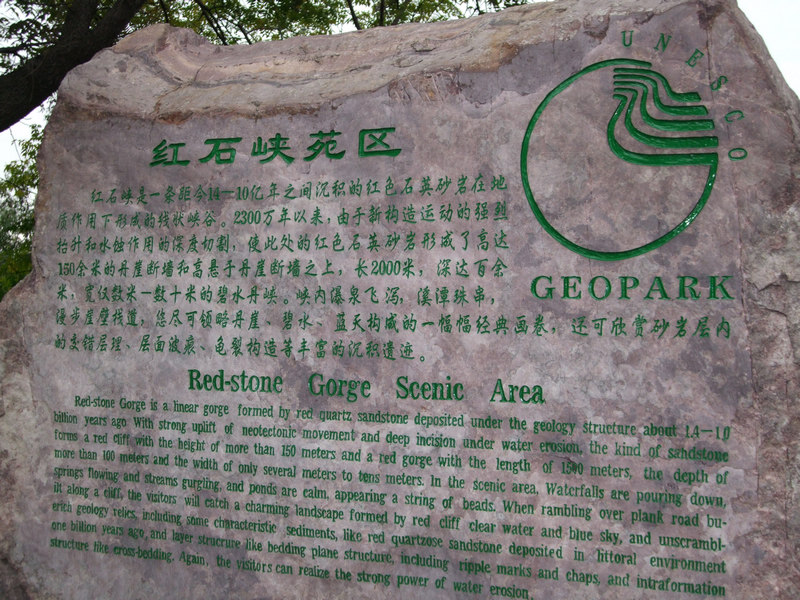 UNESCO
GEOPARK
红石峡苑区
红石峡是一条距今14—10亿年之间沉积的红色石英砂岩在地
质作用下形成的线状峡谷。2300万年以来，由于新构造运动的强烈
抬升和水蚀作用的深度切割，使此处的红色石英砂岩形成了高达
150余米的丹崖断墙和高悬于丹崖断墙之上，长2000米，深达百余
米，宽仅数米—数十米的碧水丹峡。峡内瀑泉飞泻，溪潭珠串，
漫步崖壁栈道，您尽可领略丹崖、碧水、蓝天构成的一幅幅经典画卷，还可欣赏砂岩层内
的交错层理、层面波痕、龟裂构造等丰富的沉积遗迹。
Red-stone Gorge Scenic Area
Red-stone Gorge is a linear gorge formed by red quartz sandstone deposited under the geology structure about 1.4—1.0
billion years ago. With strong uplift of neotectonic movement and deep incision under water erosion, the kind of sandstone
forms a red cliff with the height of more than 150 meters and a red gorge with the length of 1500 meters, the depth of
more than 100 meters and the width of only several meters to tens meters. In the scenic area, Waterfalls are pouring down,
springs flowing and streams gurgling, and ponds are calm, appearing a string of beads. When rambling over plank road bu-
ilt along a cliff, the visitors will catch a charming landscape formed by red cliff clear water and blue sky, and unscrambl-
erich geology relics, including some characteristic sediments, like red quartzose sandstone deposited in littoral environment
one billion years ago, and layer strucrure like bedding plane structure, including ripple marks and chaps, and intraformation
structure like cross-bedding. Again, the visitors can realize the strong power of water erosion.